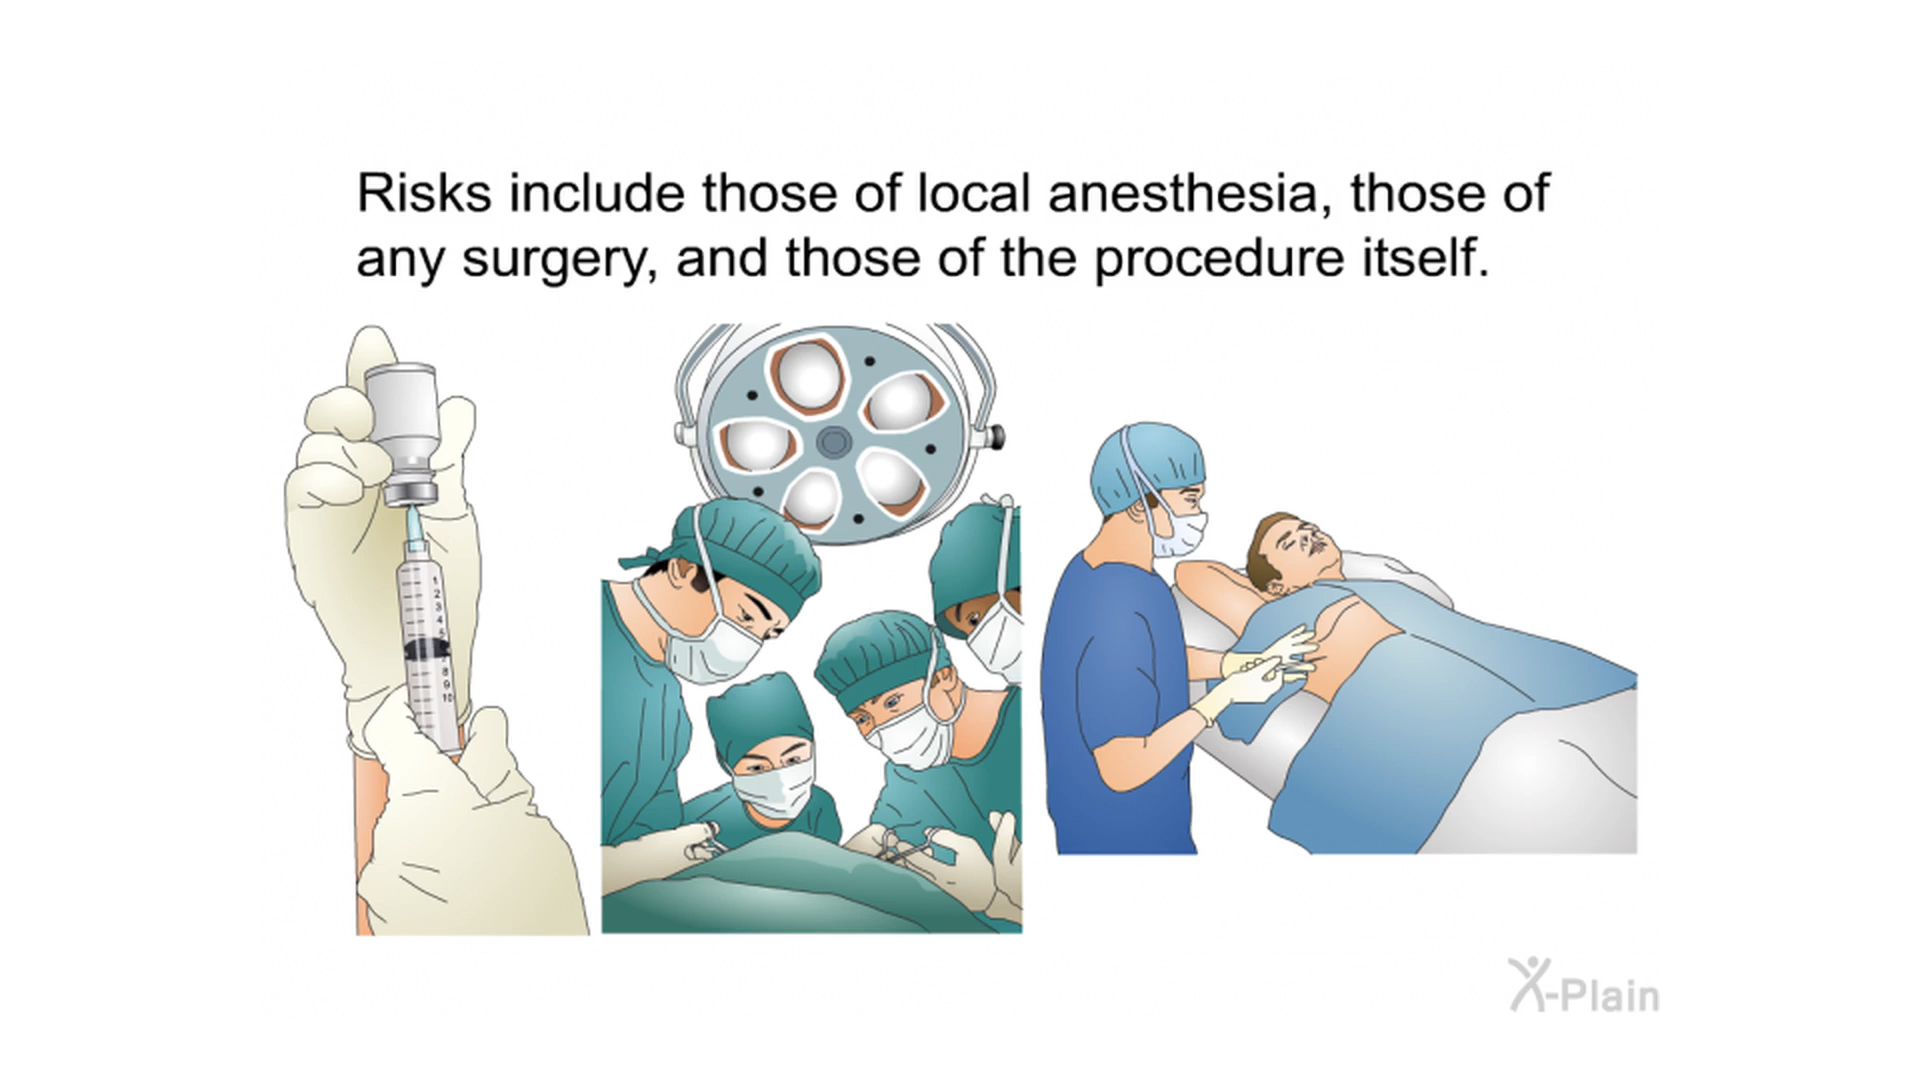 Risks include those of local anesthesia, those of
any surgery, and those of the procedure itself.
X-Plain